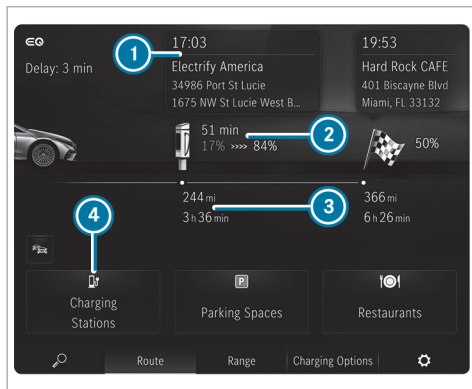 EQ
Delay: 3 min
1
17:03
Electrify America
34986 Port St Lucie
1675 NW St Lucie West B...
19:53
Hard Rock CAFE
401 Biscayne Blvd
Miami, FL 33132
51 min
17% »»» 84%
2
50%
244 mi
3 h 36 min
3
366 mi
6 h 26 min
4
Charging
Stations
P
Parking Spaces
Restaurants
Route
Range
Charging Options